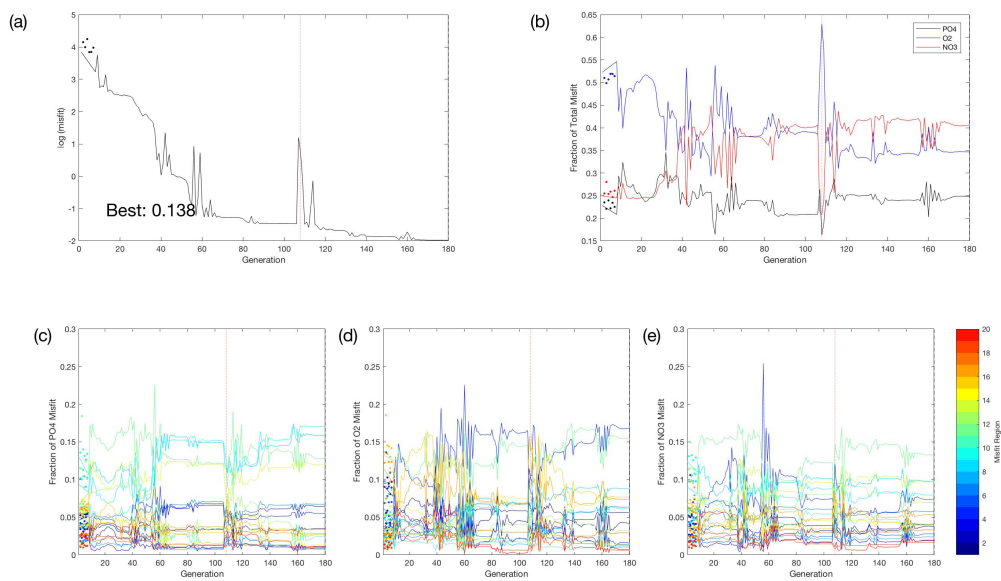 (a)
5
4
3
2
1
0
-1
-2
log (misfit)
Best: 0.138
0 20 40 60 80 100 120 140 160 180
Generation
(b)
0.65
0.6
0.55
0.5
0.45
0.4
0.35
0.3
0.25
0.2
0.15
Fraction of Total Misfit
PO4
O2
NO3
0 20 40 60 80 100 120 140 160 180
Generation
(c)
0.3
0.25
0.2
0.15
0.1
0.05
0
Fraction of PO4 Misfit
20 40 60 80 100 120 140 160 180
Generation
(d)
0.3
0.25
0.2
0.15
0.1
0.05
0
Fraction of O2 Misfit
20 40 60 80 100 120 140 160 180
Generation
(e)
0.3
0.25
0.2
0.15
0.1
0.05
0
Fraction of NO3 Misfit
20 40 60 80 100 120 140 160 180
Generation
20
18
16
14
12
10
8
6
4
2
Misfit Region